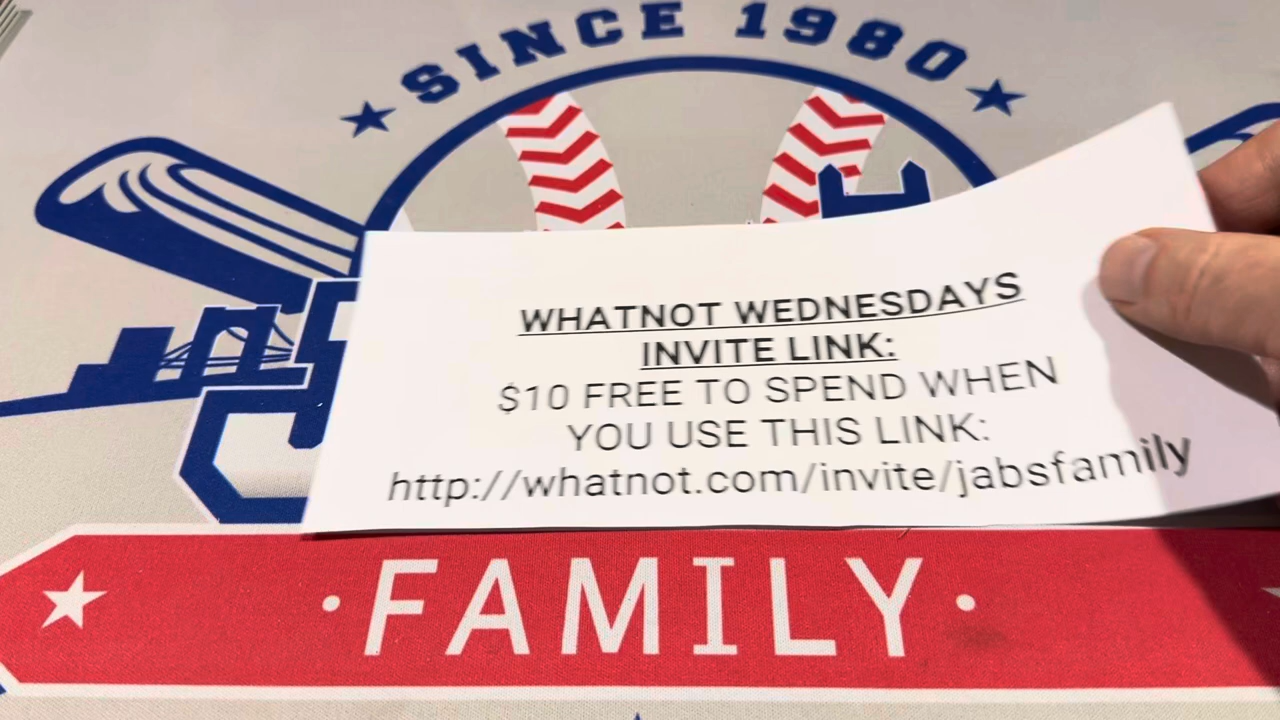 SINCE 1980
WHATNOT WEDNESDAYS
INVITE LINK:
$10 FREE TO SPEND WHEN
YOU USE THIS LINK:
http://whatnot.com/invite/jabsfamily
· FAMILY ·